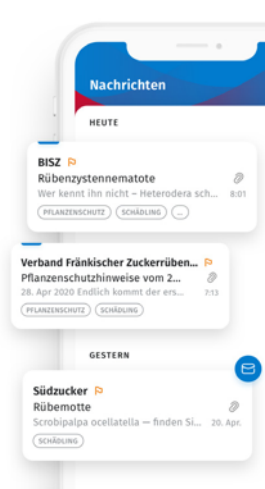 Nachrichten
HEUTE
BISZ
Rübenzystennematote
Wer kennt ihn nicht – Heterodera sch... 8:01
PFLANZENSCHUTZ SCHÄDLING (...)
Verband Fränkischer Zuckerrüben...
Pflanzenschutzhinweise vom 2...
28. Apr 2020 Endlich kommt der ers... 7:13
PFLANZENSCHUTZ SCHÄDLING
GESTERN
Südzucker
Rübemotte
Scrobipalpa ocellatella — finden Si... 20. Apr.
SCHÄDLING